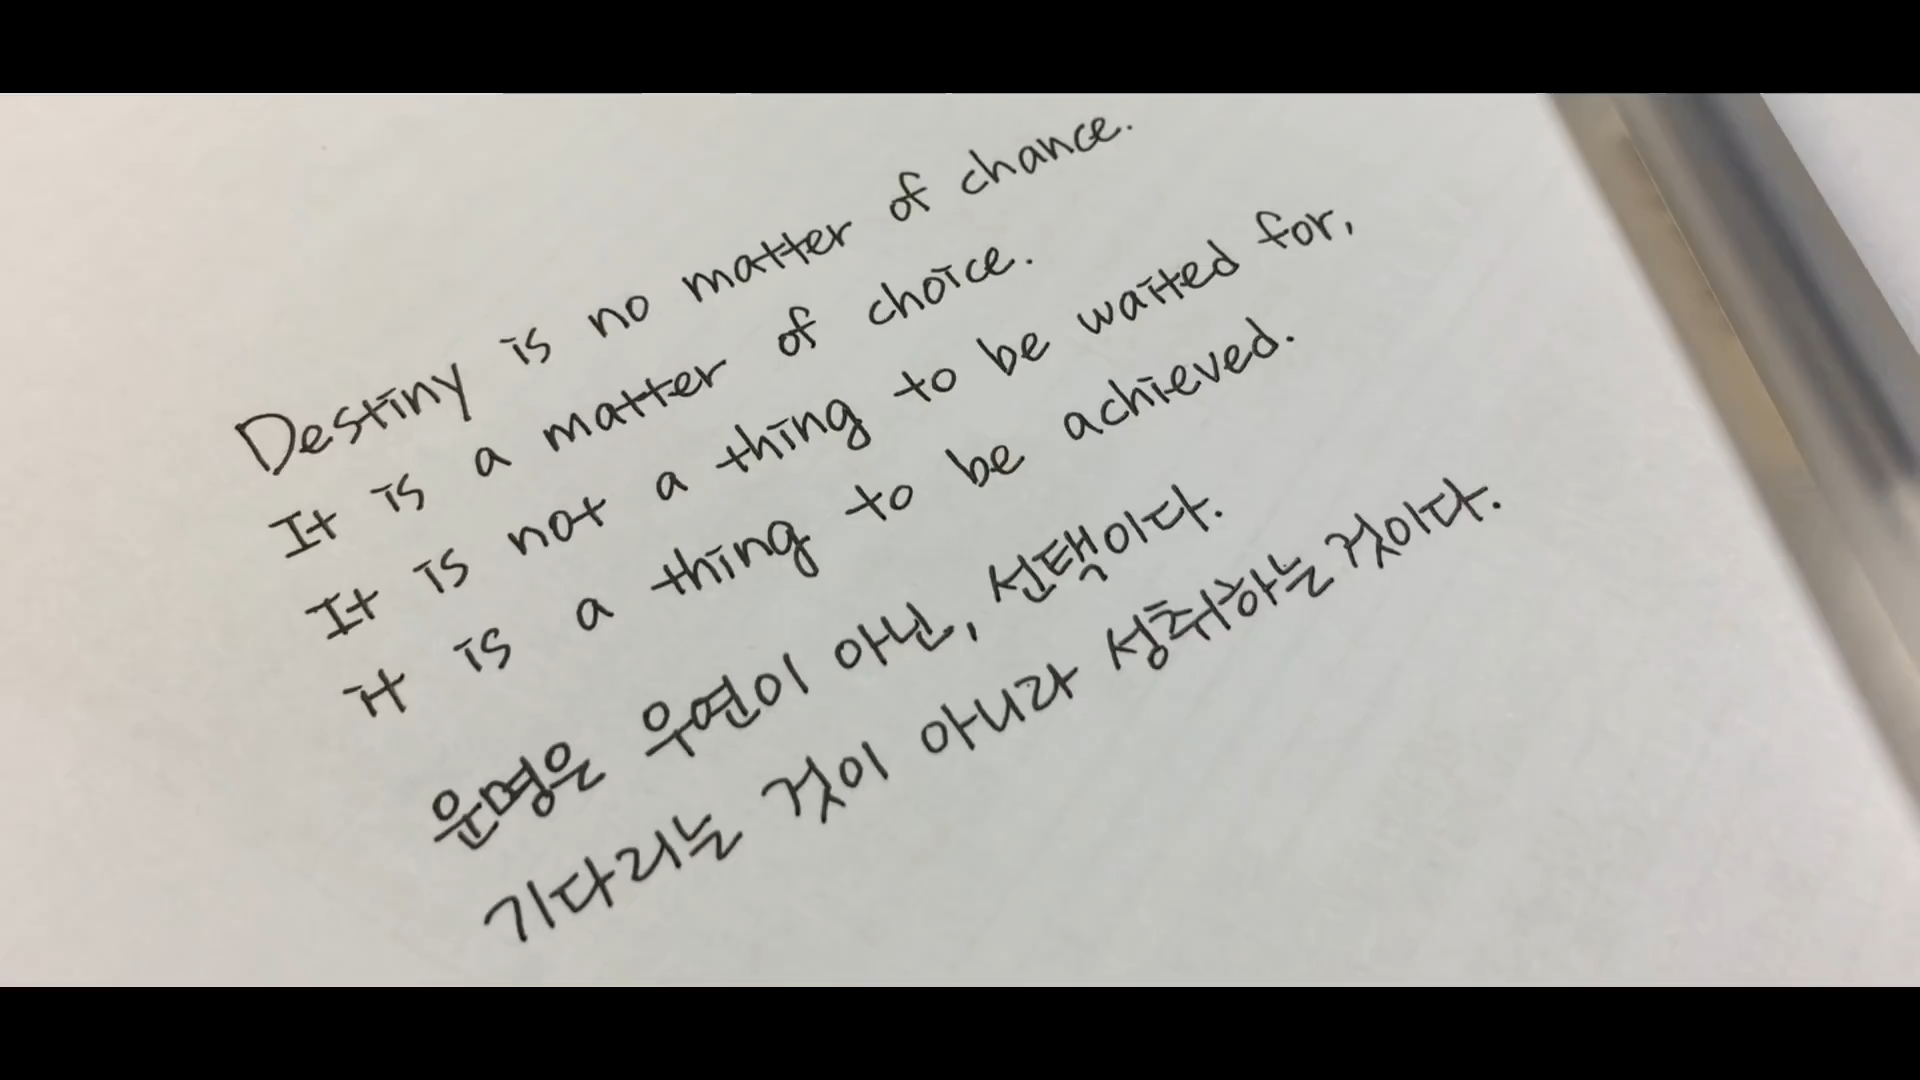 Destiny is no matter of chance.
It is a matter of choice.
It is not a thing to be waited for,
it is a thing to be achieved.
운명은 우연이 아닌, 선택이다.
기다리는 것이 아니라 성취하는 것이다.